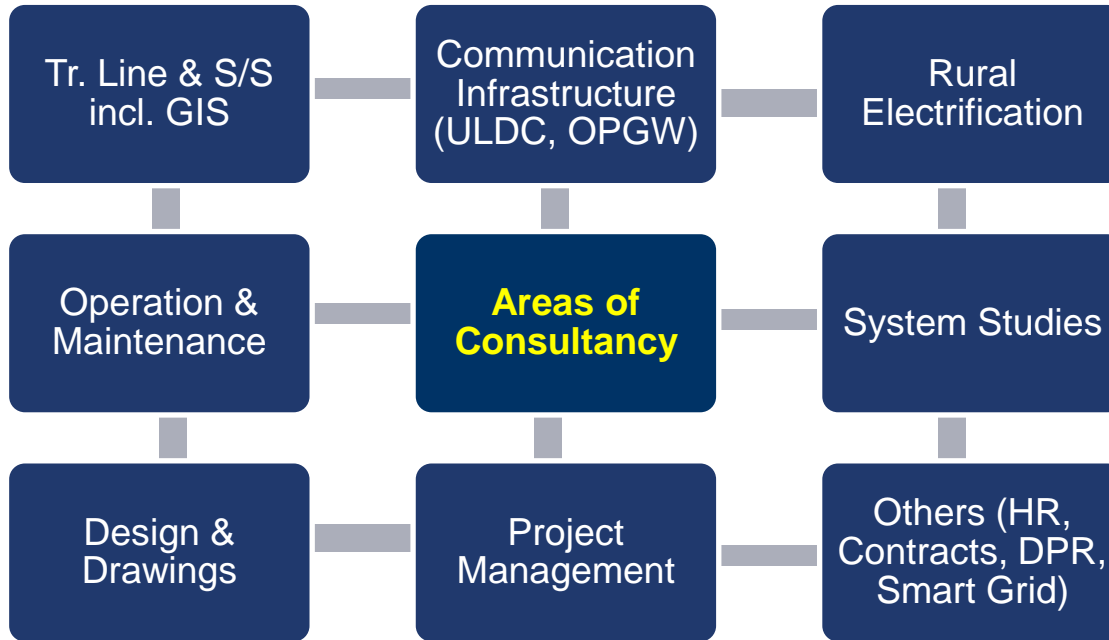 Tr. Line & S/S
incl. GIS
Communication
Infrastructure
(ULDC, OPGW)
Rural
Electrification
Operation &
Maintenance
Areas of
Consultancy
System Studies
Design &
Drawings
Project
Management
Others (HR,
Contracts, DPR,
Smart Grid)